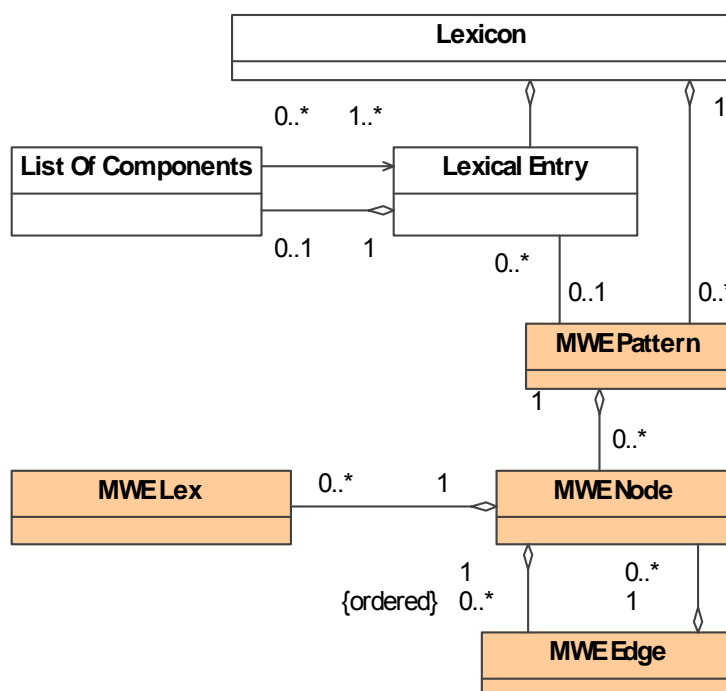 Lexicon
0..* 1..* 1
List Of Components Lexical Entry
0..1 1 0..*
0..1 0..*
MWE Pattern
1
0..*
MWE Lex 0..* 1 MWE Node
1 0..*
{ordered} 0..* 1
MWE Edge